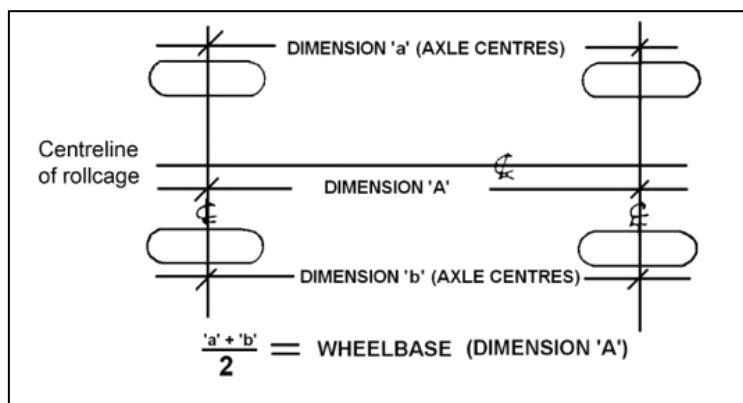 DIMENSION 'a' (AXLE CENTRES)
Centreline
of rollcage
DIMENSION 'A'
DIMENSION 'b' (AXLE CENTRES)
'a' + 'b'
2
= WHEELBASE (DIMENSION 'A')